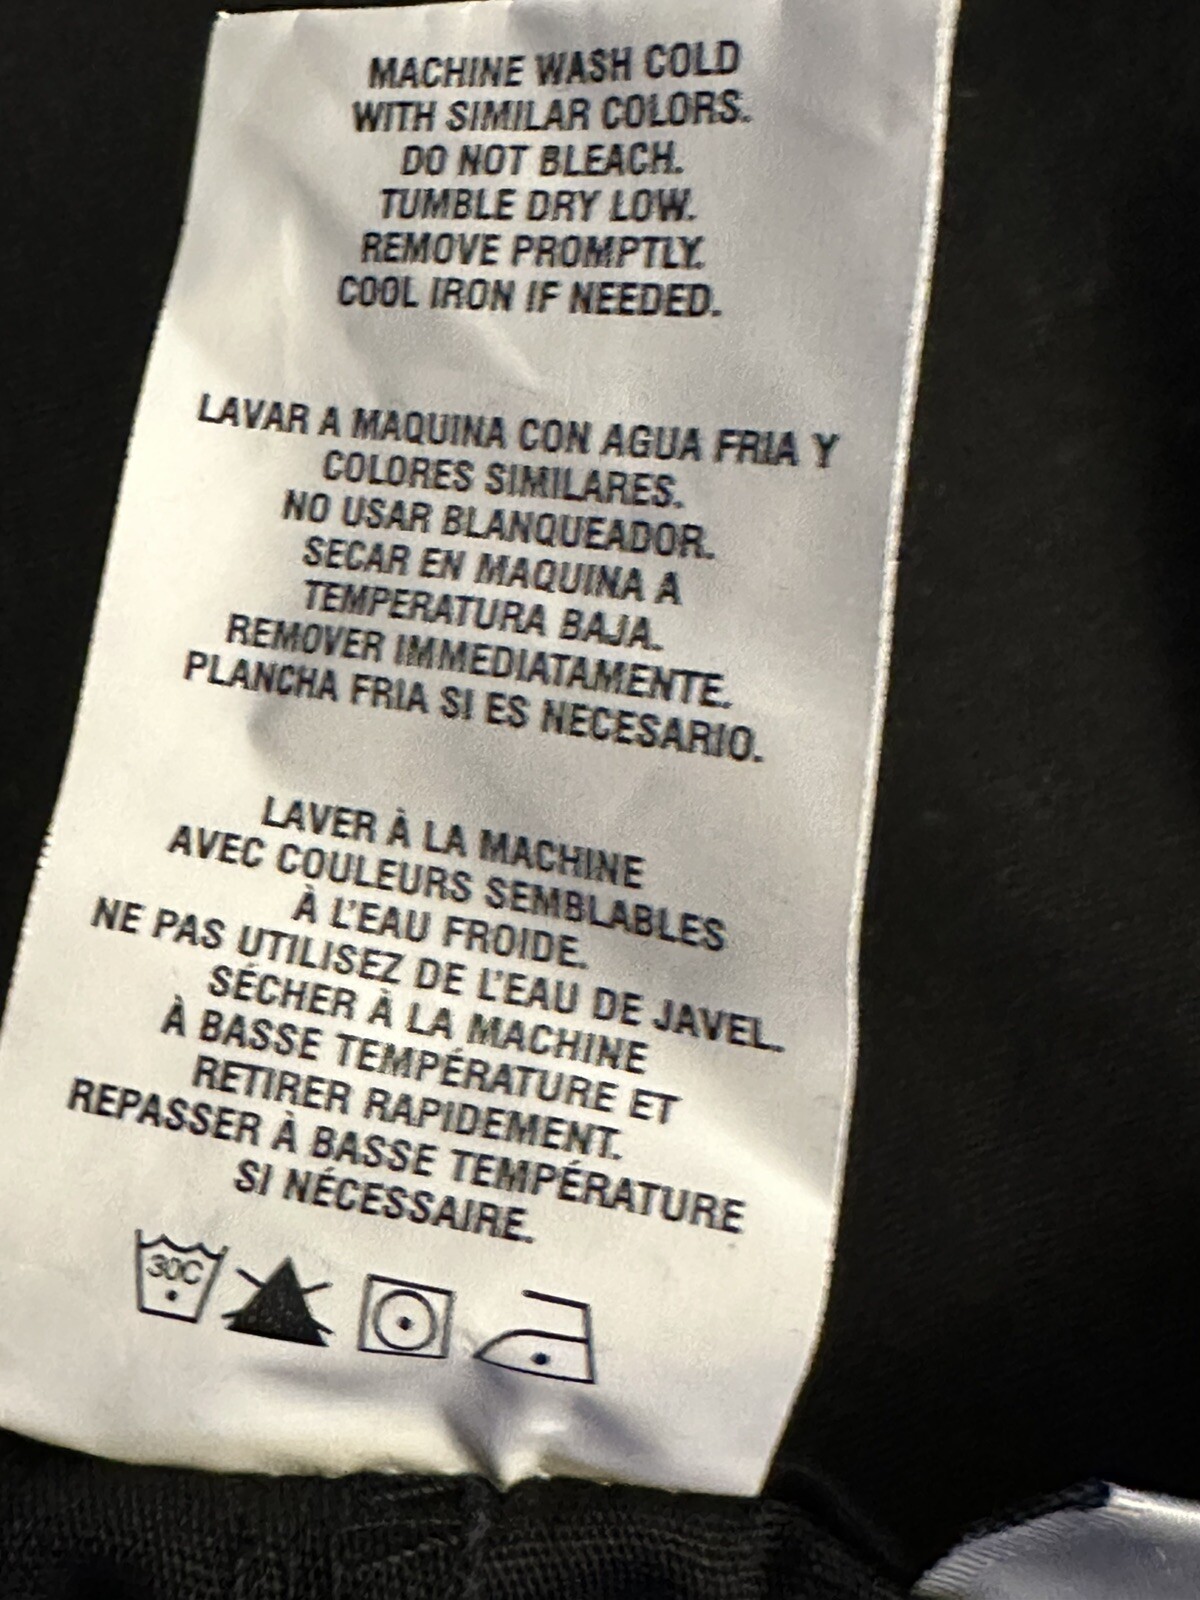 MACHINE WASH COLD
WITH SIMILAR COLORS.
DO NOT BLEACH.
TUMBLE DRY LOW.
REMOVE PROMPTLY.
COOL IRON IF NEEDED.
LAVAR A MAQUINA CON AGUA FRIA Y
COLORES SIMILARES.
NO USAR BLANQUEADOR.
SECAR EN MAQUINA A
TEMPERATURA BAJA.
REMOVER IMMEDIATAMENTE.
PLANCHA FRIA SI ES NECESARIO.
LAVER À LA MACHINE
AVEC COULEURS SEMBLABLES
À L'EAU FROIDE.
NE PAS UTILISEZ DE L'EAU DE JAVEL.
SÉCHER À LA MACHINE
À BASSE TEMPÉRATURE ET
RETIRER RAPIDEMENT.
REPASSER À BASSE TEMPÉRATURE
SI NÉCESSAIRE.
30C